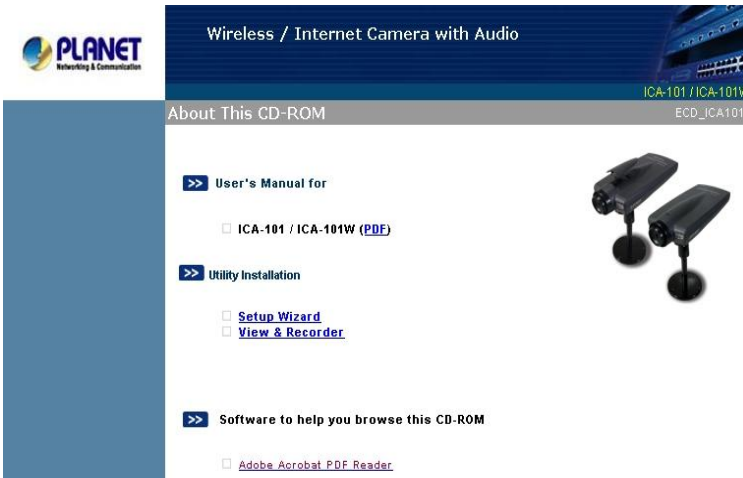 PLANET
Networking & Communication
Wireless / Internet Camera with Audio
ICA-101 / ICA-101W
About This CD-ROM
ECD_ICA101
>> User's Manual for
ICA-101 / ICA-101W (PDF)
>> Utility Installation
Setup Wizard
View & Recorder
>> Software to help you browse this CD-ROM
Adobe Acrobat PDF Reader